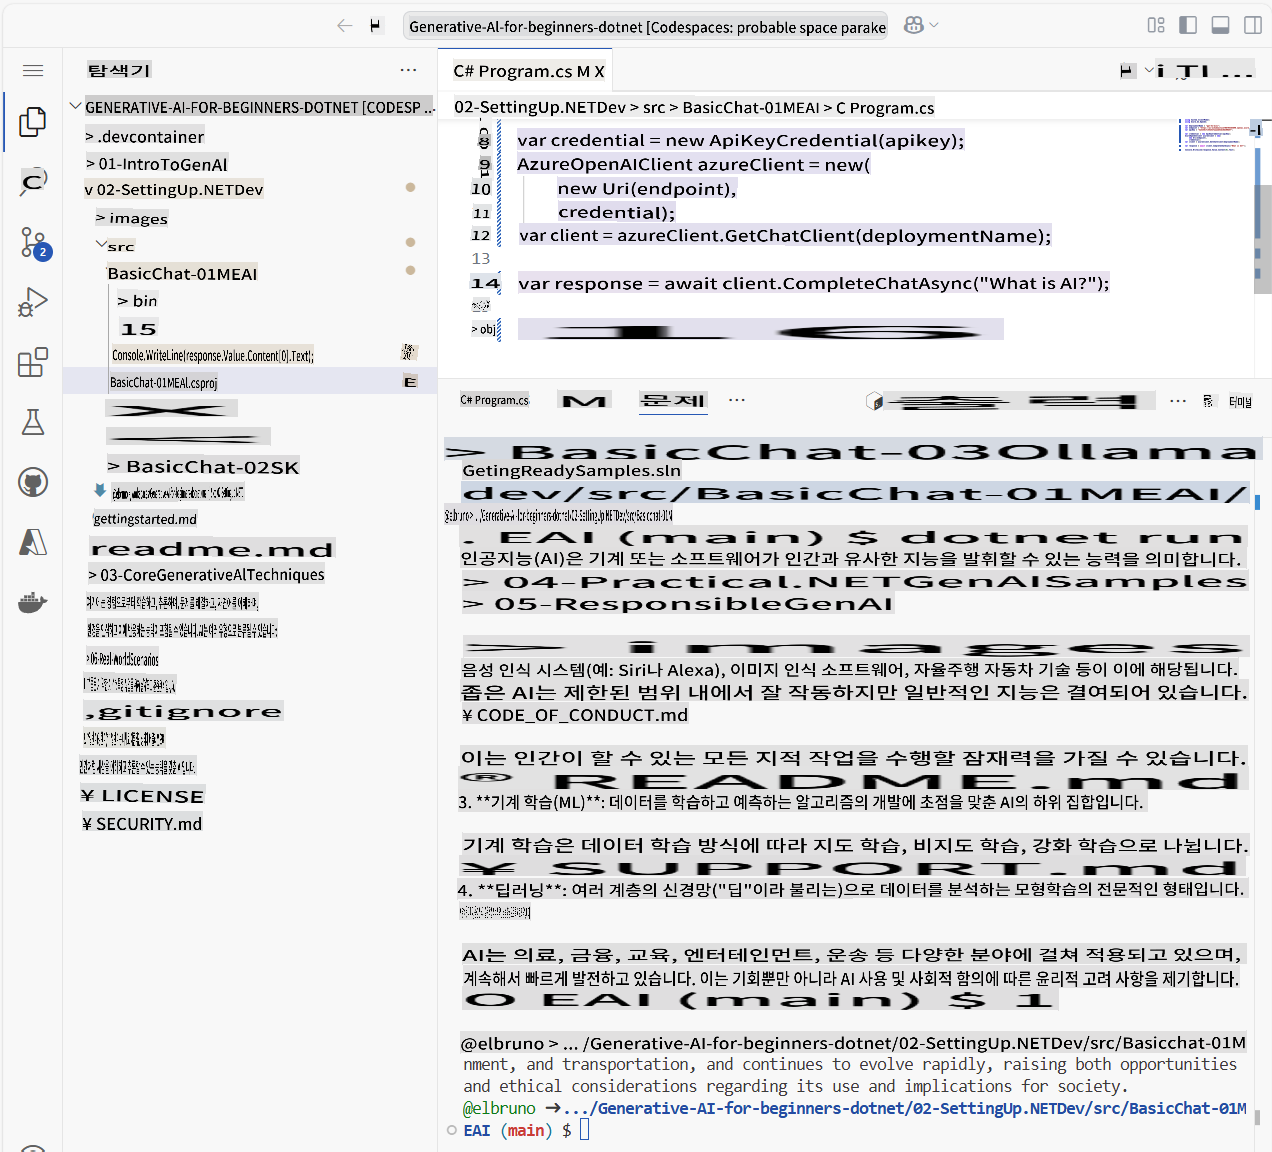 Generative-AI-for-beginners-dotnet [Codespaces: probable space parake
탐색기
GENERATIVE-AI-FOR-BEGINNERS-DOTNET [CODESP ...
> .devcontainer
> 01-IntroToGenAI
v 02-SettingUp.NETDev
> images
src
2
BasicChat-01MEAI
> bin
15
Console.WriteLine(response.Value.Content[0].Text);
BasicChat-01MEAI.csproj
E
> BasicChat-02SK
gettingstarted.md
readme.md
> 03-CoreGenerativeAITechniques
> 06-Real-WorldScenarios
,gitignore
¥ LICENSE
¥ SECURITY.md
C# Program.cs M X
02-SettingUp.NETDev > src > BasicChat-01MEAI > C Program.cs
var credential = new ApiKeyCredential(apikey);
AzureOpenAIClient azureClient = new(
10 new Uri(endpoint),
11 credential);
12 var client = azureClient.GetChatClient(deploymentName);
13
14 var response = await client.CompleteChatAsync("What is AI?");
> obj
16
C# Program.cs M 문제 ... 출력 ... 터미널
> BasicChat-03Ollama
GetingReadySamples.sln
dev/src/BasicChat-01MEAI/
. EAI (main) $ dotnet run
인공지능(AI)은 기계 또는 소프트웨어가 인간과 유사한 지능을 발휘할 수 있는 능력을 의미합니다.
> 04-Practical.NETGenAISamples
> 05-ResponsibleGenAI
> images
음성 인식 시스템(예: Siri나 Alexa), 이미지 인식 소프트웨어, 자율주행 자동차 기술 등이 이에 해당됩니다.
좁은 AI는 제한된 범위 내에서 잘 작동하지만 일반적인 지능은 결여되어 있습니다.
¥ CODE_OF_CONDUCT.md
이는 인간이 할 수 있는 모든 지적 작업을 수행할 잠재력을 가질 수 있습니다.
® README.md
3. **기계 학습(ML)**: 데이터를 학습하고 예측하는 알고리즘의 개발에 초점을 맞춘 AI의 하위 집합입니다.
기계 학습은 데이터 학습 방식에 따라 지도 학습, 비지도 학습, 강화 학습으로 나뉩니다.
¥ SUPPORT.md
4. **딥러닝**: 여러 계층의 신경망("딥"이라 불리는)으로 데이터를 분석하는 모형학습의 전문적인 형태입니다.
AI는 의료, 금융, 교육, 엔터테인먼트, 운송 등 다양한 분야에 걸쳐 적용되고 있으며,
계속해서 빠르게 발전하고 있습니다. 이는 기회뿐만 아니라 AI 사용 및 사회적 함의에 따른 윤리적 고려 사항을 제기합니다.
O EAI (main) $ 1
@elbruno > ... /Generative-AI-for-beginners-dotnet/02-SettingUp.NETDev/src/Basicchat-01M
nment, and transportation, and continues to evolve rapidly, raising both opportunities
and ethical considerations regarding its use and implications for society.
@elbruno ➜.../Generative-AI-for-beginners-dotnet/02-SettingUp.NETDev/src/BasicChat-01M
EAI (main) $